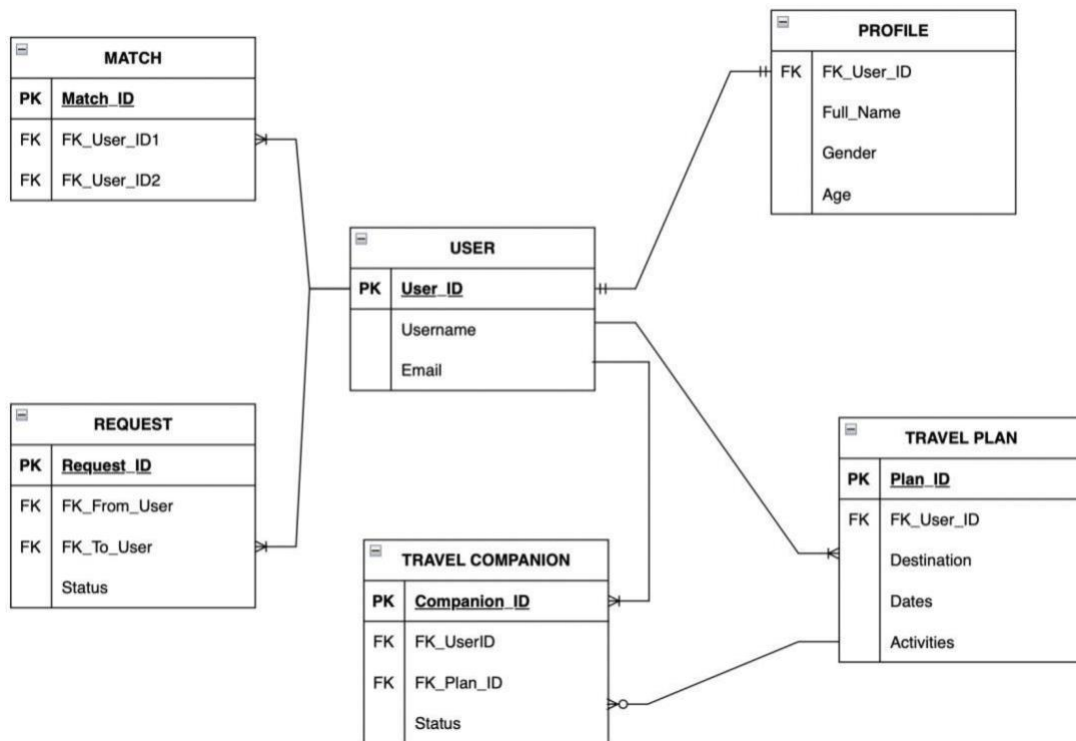 MATCH
PK Match_ID
FK FK_User_ID1
FK FK_User_ID2
PROFILE
FK FK_User_ID
Full_Name
Gender
Age
USER
PK User_ID
Username
Email
REQUEST
PK Request_ID
FK FK_From_User
FK FK_To_User
Status
TRAVEL COMPANION
PK Companion_ID
FK FK_UserID
FK FK_Plan_ID
Status
TRAVEL PLAN
PK Plan_ID
FK FK_User_ID
Destination
Dates
Activities